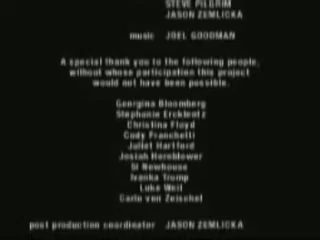 STEVE PILGRIM
JASON ZEMLICKA
music JOEL GOODMAN
A special thank you to the following people,
without whose participation this project
would not have been possible.
Georgina Bloomberg
Stephanie Ercklentz
Christina Floyd
Cody Franchetti
Juliet Hartford
Josiah Hornblower
SI Newhouse
Ivanka Trump
Luke Weil
Carlo von Zeitschel
post production coordinator JASON ZEMLICKA